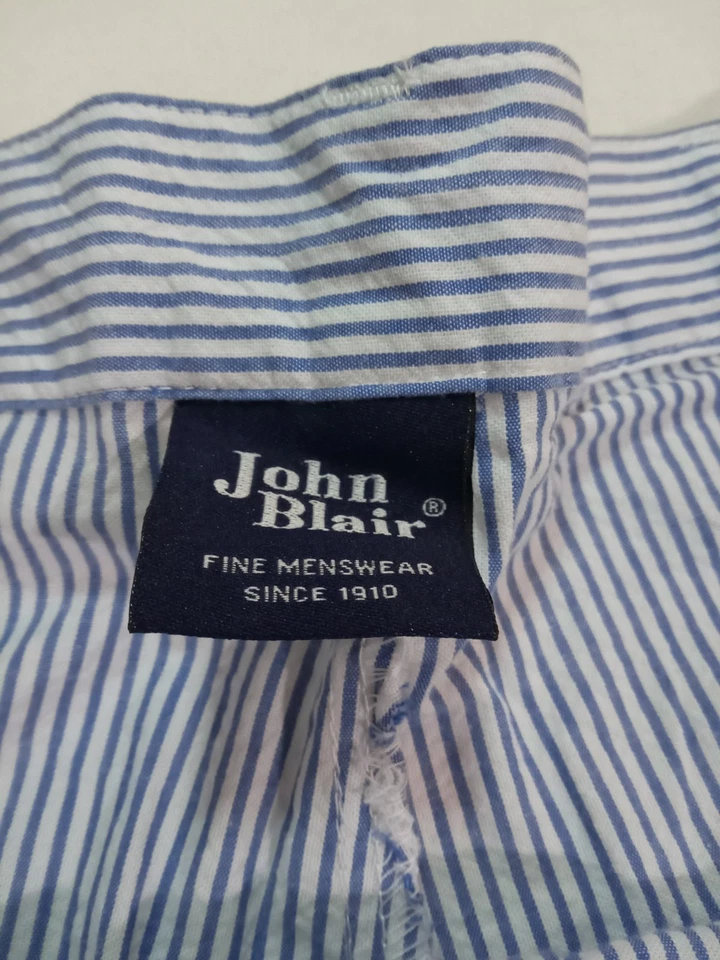 John
Blair®
FINE MENSWEAR
SINCE 1910